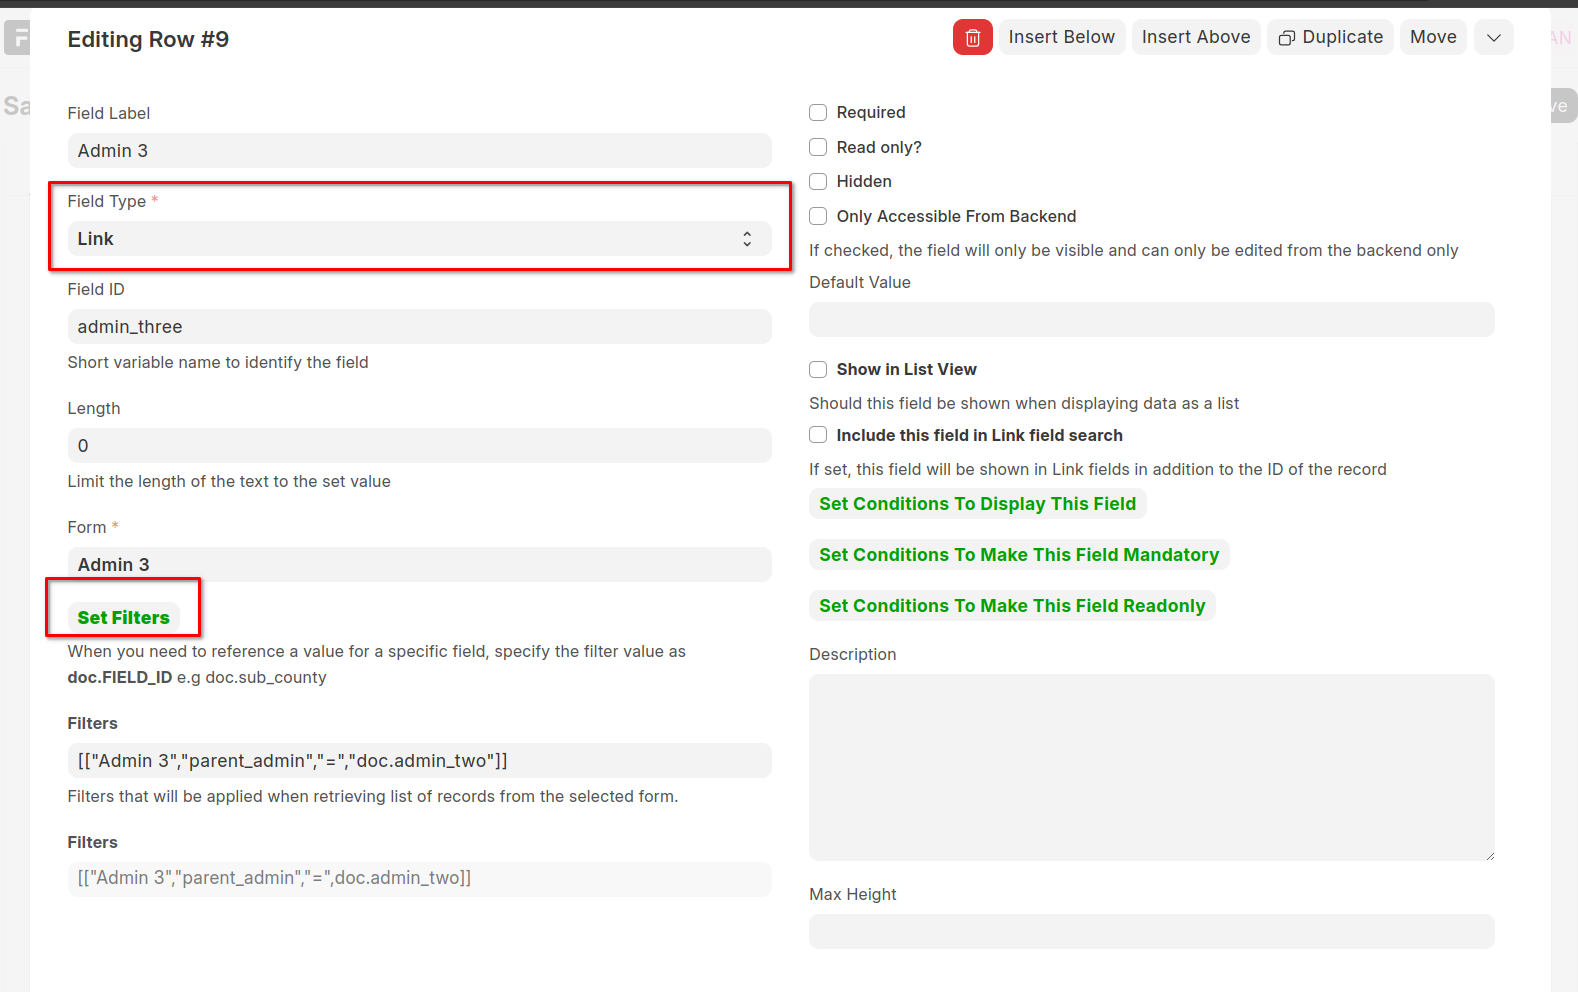 F
Editing Row #9
Insert Below
Insert Above
Duplicate
Move
AN
Sa
ve
Field Label
Admin 3
Field Type *
Link
Field ID
admin_three
Short variable name to identify the field
Length
0
Limit the length of the text to the set value
Form *
Admin 3
Set Filters
When you need to reference a value for a specific field, specify the filter value as
doc.FIELD_ID e.g doc.sub_county
Filters
[["Admin 3","parent_admin","=","doc.admin_two"]]
Filters that will be applied when retrieving list of records from the selected form.
Filters
[["Admin 3","parent_admin","=",doc.admin_two]]
Required
Read only?
Hidden
Only Accessible From Backend
If checked, the field will only be visible and can only be edited from the backend only
Default Value
Show in List View
Should this field be shown when displaying data as a list
Include this field in Link field search
If set, this field will be shown in Link fields in addition to the ID of the record
Set Conditions To Display This Field
Set Conditions To Make This Field Mandatory
Set Conditions To Make This Field Readonly
Description
Max Height